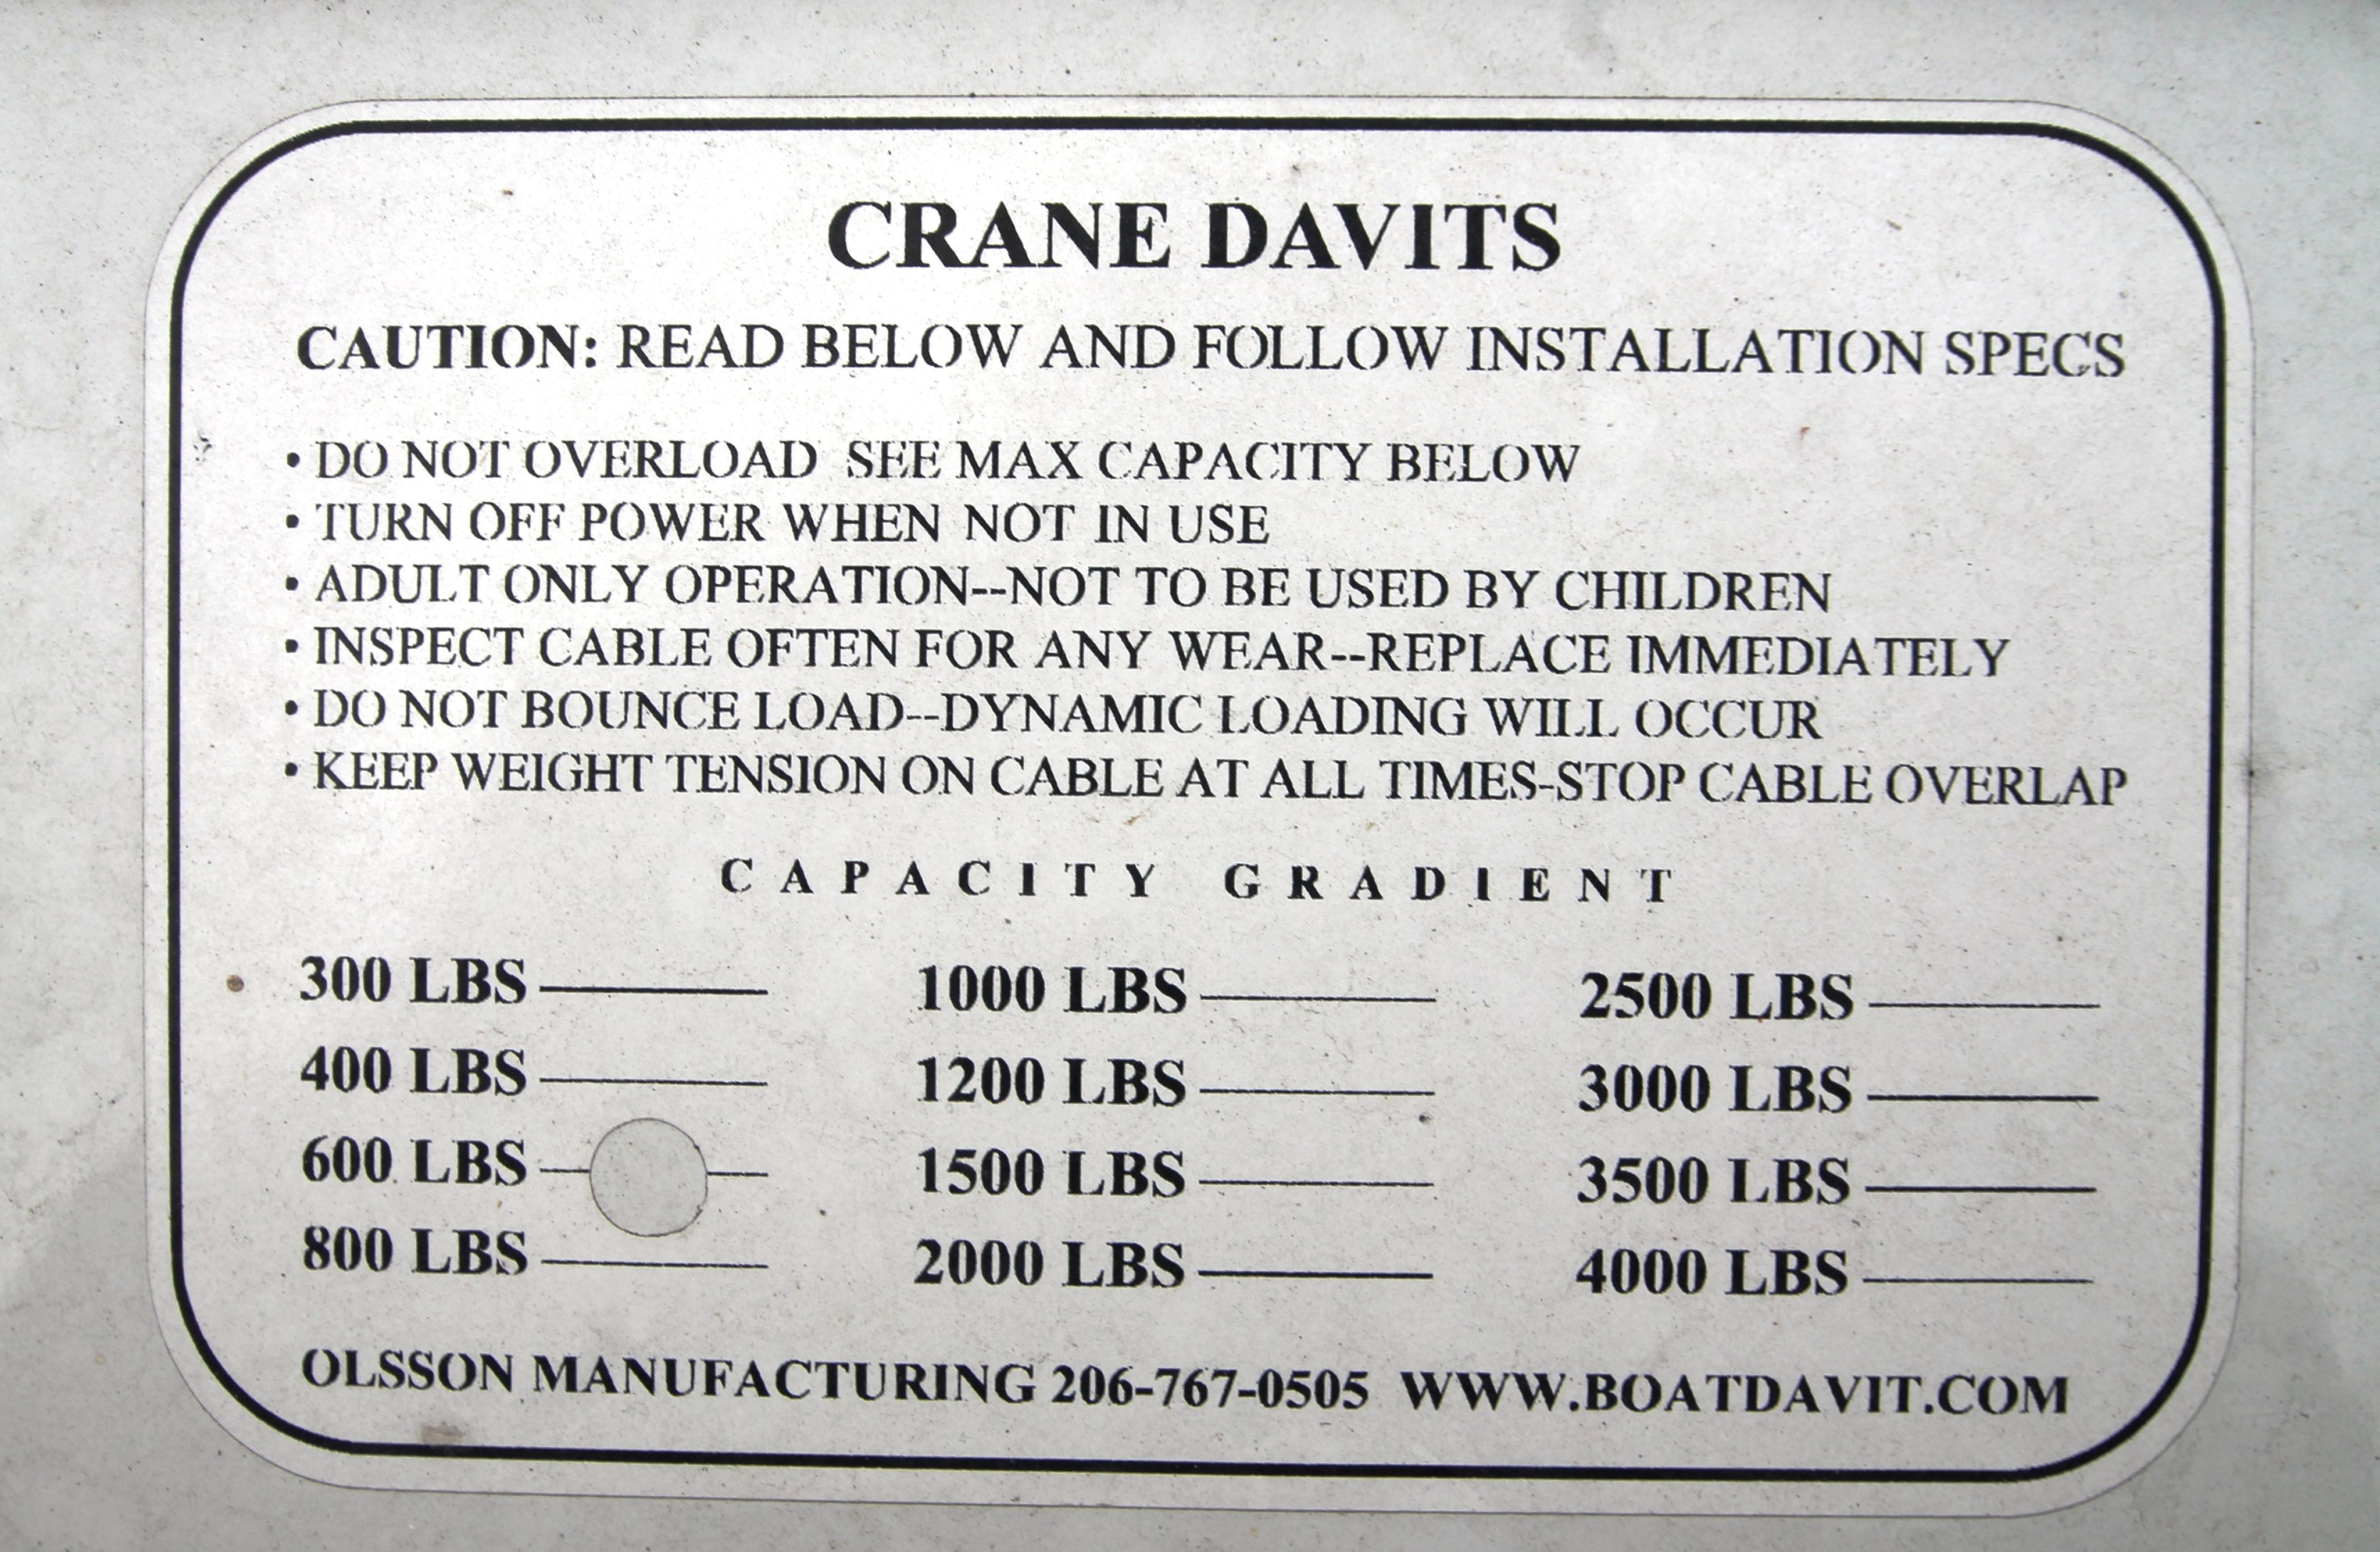 CRANE DAVITS
CAUTION: READ BELOW AND FOLLOW INSTALLATION SPECS
• DO NOT OVERLOAD SEE MAX CAPACITY BELOW
• TURN OFF POWER WHEN NOT IN USE
• ADULT ONLY OPERATION--NOT TO BE USED BY CHILDREN
• INSPECT CABLE OFTEN FOR ANY WEAR--REPLACE IMMEDIATELY
• DO NOT BOUNCE LOAD--DYNAMIC LOADING WILL OCCUR
• KEEP WEIGHT TENSION ON CABLE AT ALL TIMES-STOP CABLE OVERLAP
CAPACITY GRADIENT
300 LBS 1000 LBS 2500 LBS
400 LBS 1200 LBS 3000 LBS
600 LBS 1500 LBS 3500 LBS
800 LBS 2000 LBS 4000 LBS
OLSSON MANUFACTURING 206-767-0505 WWW.BOATDAVIT.COM